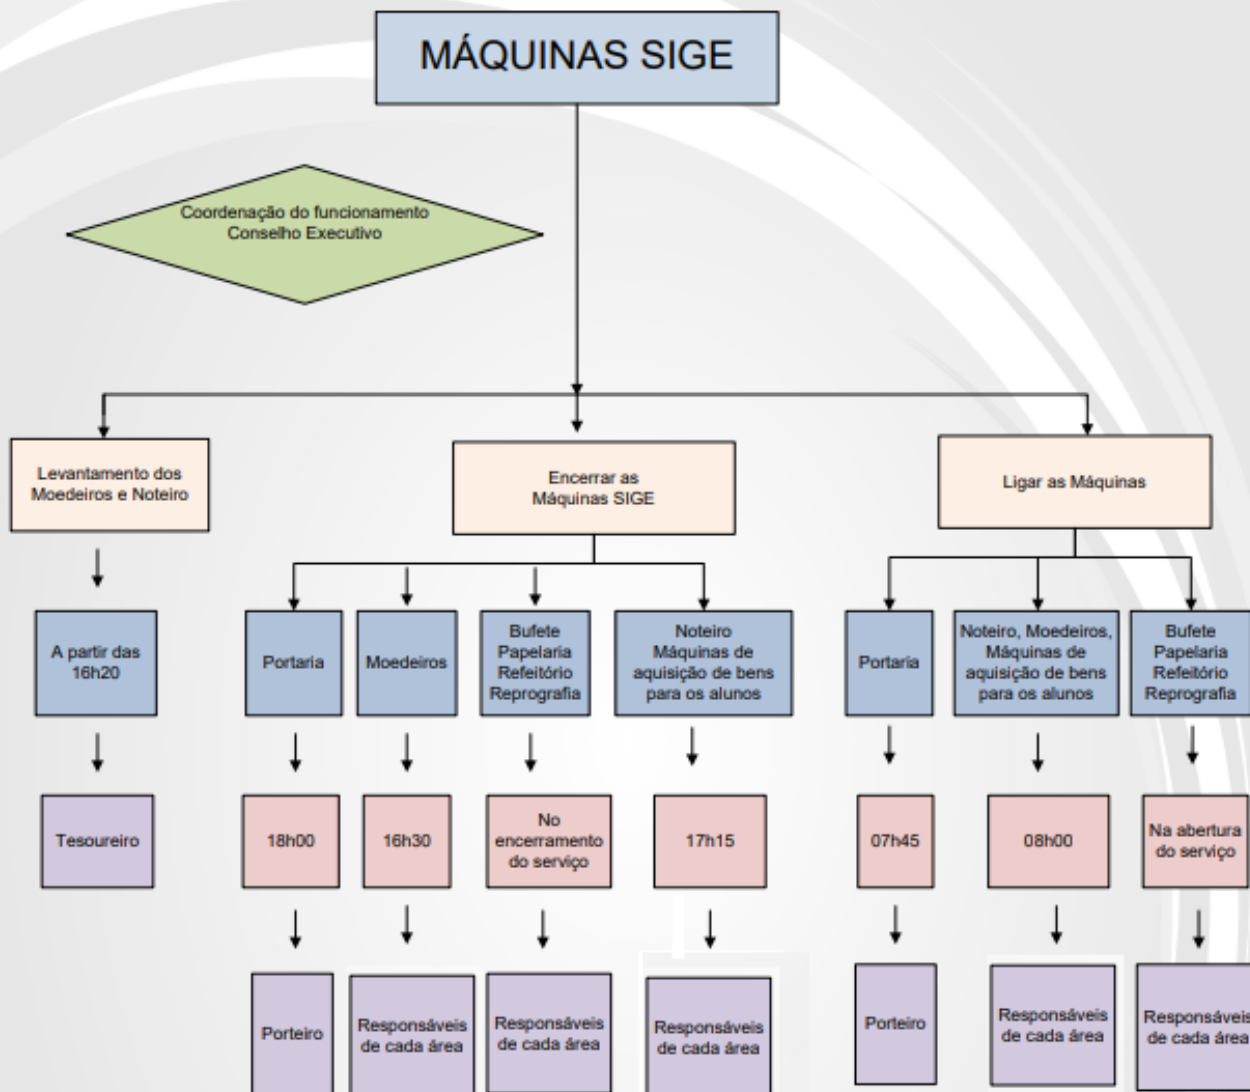 MÁQUINAS SIGE
Coordenação do funcionamento
Conselho Executivo
Levantamento dos
Moedeiros e Noteiro
Encerrar as
Máquinas SIGE
Ligar as Máquinas
A partir das
16h20
Portaria
Moedeiros
Bufete
Papelaria
Refeitório
Reprografia
Noteiro
Máquinas de
aquisição de bens
para os alunos
Portaria
Noteiro, Moedeiros,
Máquinas de
aquisição de bens
para os alunos
Bufete
Papelaria
Refeitório
Reprografia
Tesoureiro
18h00
16h30
No
encerramento
do serviço
17h15
07h45
08h00
Na abertura
do serviço
Porteiro
Responsáveis
de cada área
Responsáveis
de cada área
Responsáveis
de cada área
Porteiro
Responsáveis
de cada área
Responsáveis
de cada área